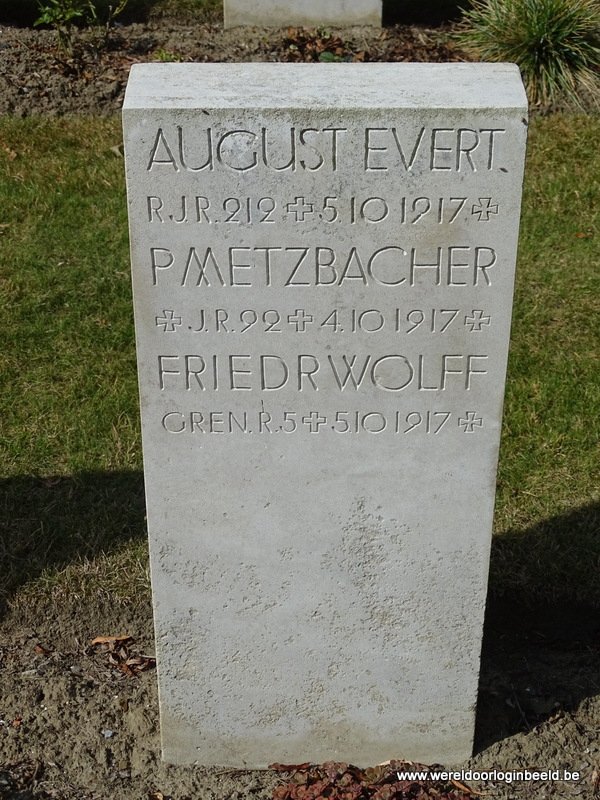 AUGUST EVERT
R.J.R. 212 ✠ 5.10 1917 ✠
P METZBACHER
✠ J.R. 92 ✠ 4.10 1917 ✠
FRIEDR WOLFF
GREN. R. 5 ✠ 5.10 1917 ✠
www.wereldoorloginbeeld.be